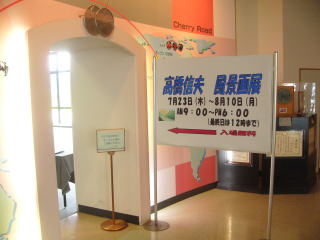 Cherry Road
高橋信夫 風景画展
7月23日(木)～8月10日(月)
AM9:00～PM6:00
(最終日は12時まで)
入場無料